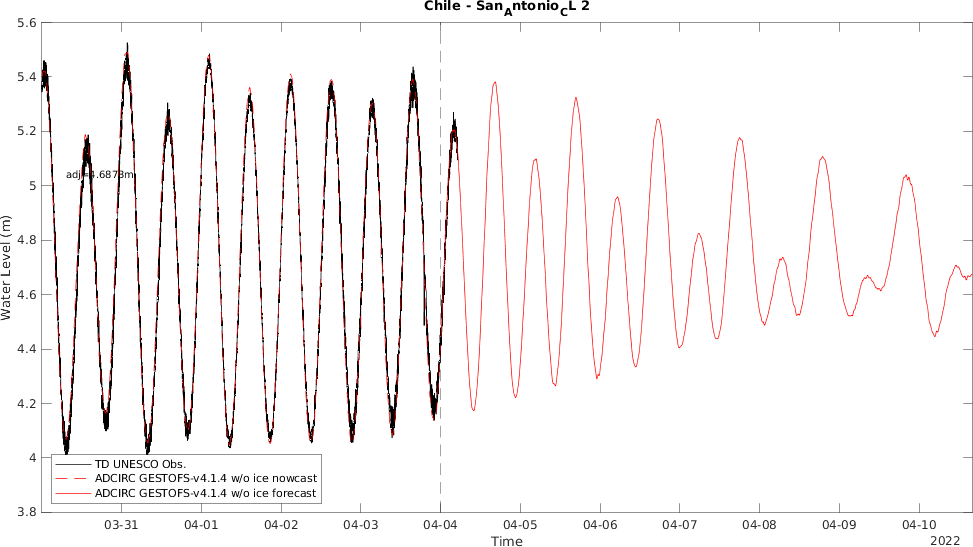 Chile - SanAntonioCL 2
5.6
5.4
5.2
5
4.8
4.6
4.4
4.2
4
3.8
Water Level (m)
adj=4.6873m
TD UNESCO Obs.
ADCIRC GESTOFS-v4.1.4 w/o ice nowcast
ADCIRC GESTOFS-v4.1.4 w/o ice forecast
03-31 04-01 04-02 04-03 04-04 04-05 04-06 04-07 04-08 04-09 04-10
Time
2022